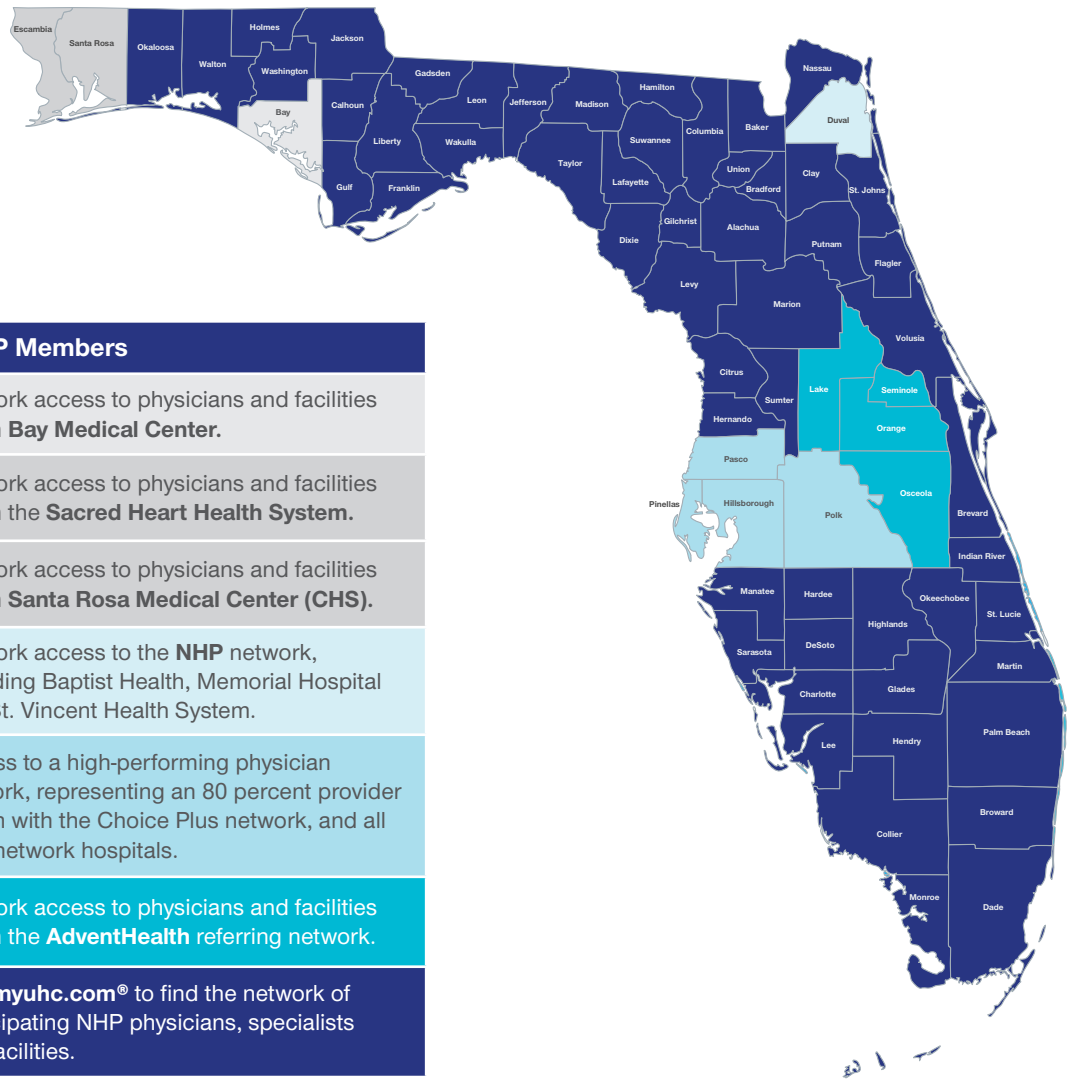 Escambia
Santa Rosa
Okaloosa
Walton
Holmes
Washington
Jackson
Bay
Calhoun
Gulf
Liberty
Gadsden
Franklin
Leon
Wakulla
Jefferson
Madison
Taylor
Hamilton
Suwannee
Lafayette
Dixie
Columbia
Gilchrist
Levy
Baker
Union
Bradford
Alachua
Nassau
Duval
Clay
St. Johns
Putnam
Flagler
Marion
Volusia
Citrus
Sumter
Hernando
Lake
Seminole
Orange
Osceola
Pasco
Pinellas
Hillsborough
Polk
Brevard
Indian River
Manatee
Hardee
Highlands
Okeechobee
St. Lucie
Sarasota
DeSoto
Martin
Charlotte
Glades
Lee
Hendry
Palm Beach
Collier
Broward
Monroe
Dade
P Members
ork access to physicians and facilities
n Bay Medical Center.
ork access to physicians and facilities
n the Sacred Heart Health System.
ork access to physicians and facilities
n Santa Rosa Medical Center (CHS).
ork access to the NHP network,
ding Baptist Health, Memorial Hospital
St. Vincent Health System.
ss to a high-performing physician
ork, representing an 80 percent provider
n with the Choice Plus network, and all
network hospitals.
ork access to physicians and facilities
n the AdventHealth referring network.
myuhc.com® to find the network of
cipating NHP physicians, specialists
acilities.